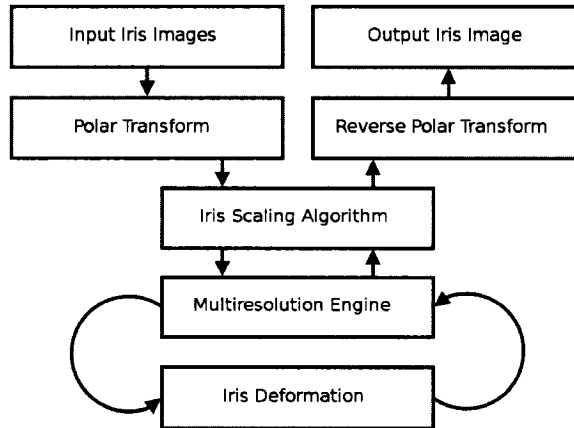 Input Iris Images
Output Iris Image
Polar Transform
Reverse Polar Transform
Iris Scaling Algorithm
Multiresolution Engine
Iris Deformation